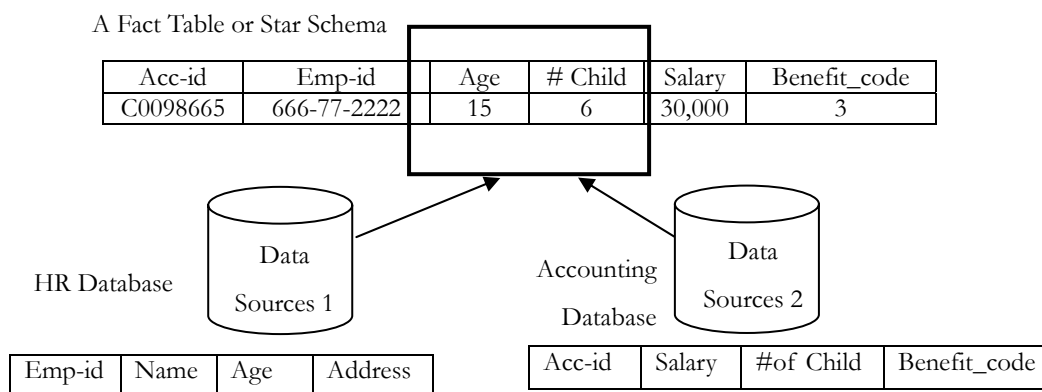 A Fact Table or Star Schema
Acc-id Emp-id Age # Child Salary Benefit_code
C0098665 666-77-2222 15 6 30,000 3
HR Database
Data
Sources 1
Accounting
Database
Data
Sources 2
Emp-id Name Age Address
Acc-id Salary #of Child Benefit_code